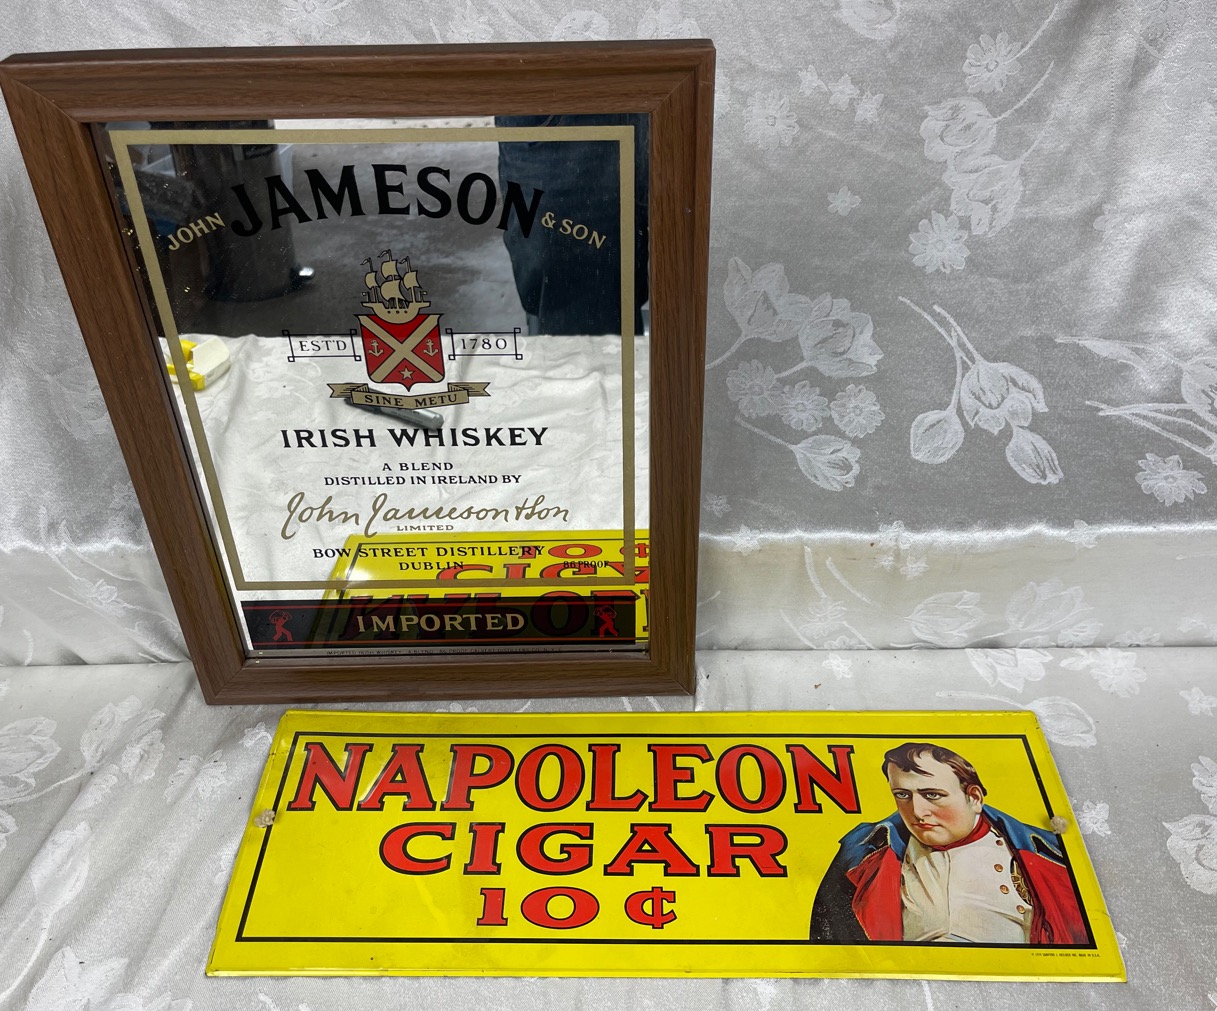 JOHN JAMESON & SON
EST'D 1780
SINE METU
IRISH WHISKEY
A BLEND
DISTILLED IN IRELAND BY
John Jameson & Son
LIMITED
BOW STREET DISTILLERY
DUBLIN
86 PROOF
IMPORTED
NAPOLEON
CIGAR
10 ¢